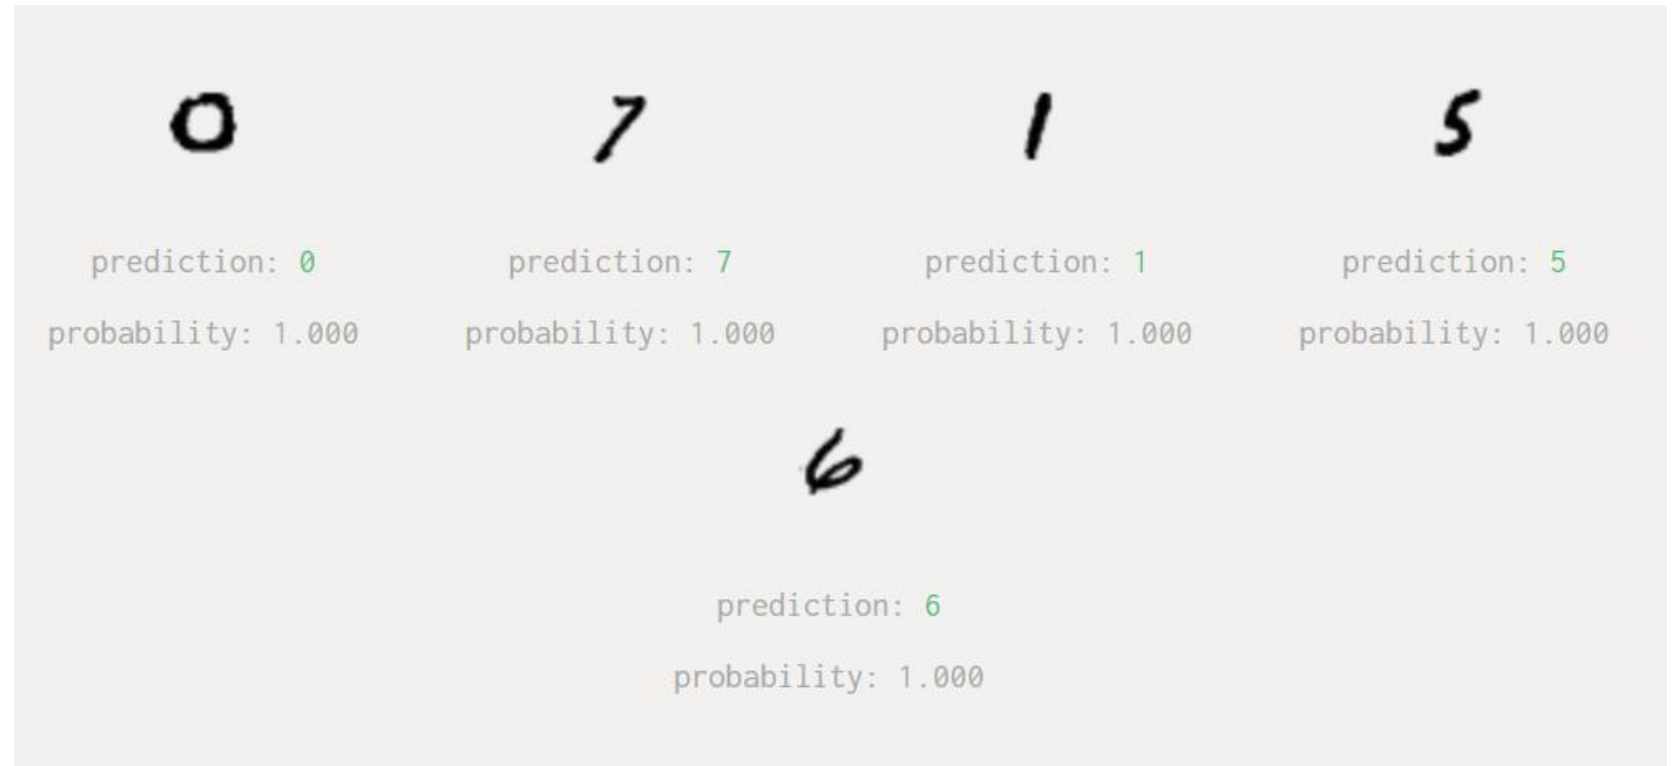 0 7 1 5
prediction: 0 prediction: 7 prediction: 1 prediction: 5
probability: 1.000 probability: 1.000 probability: 1.000 probability: 1.000
6
prediction: 6
probability: 1.000